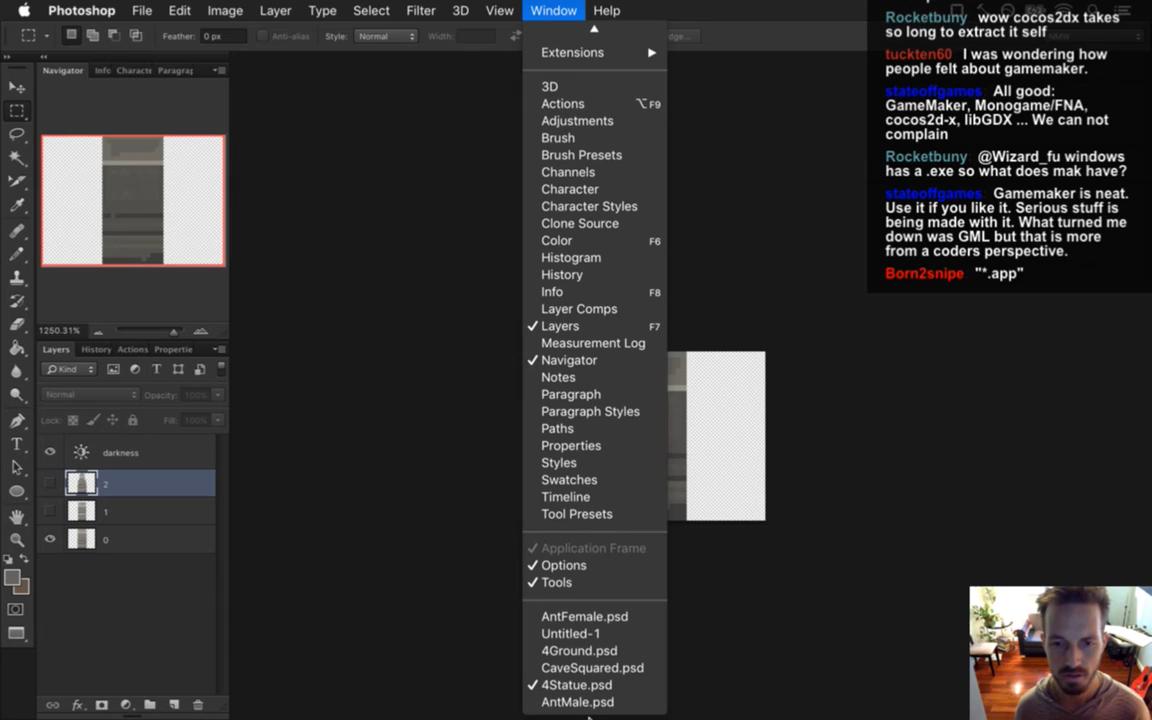 Photoshop File Edit Image Layer Type Select Filter 3D View Window Help
Feather: 0 px Anti-alias Style: Normal Width:
Navigator Info Characte Paragra
1250.31%
Layers History Actions Propertie
Kind
Normal Opacity: 100%
Lock: Fill: 100%
darkness
2
1
0
Extensions
3D
Actions ⌥F9
Adjustments
Brush
Brush Presets
Channels
Character
Character Styles
Clone Source
Color F6
Histogram
History
Info F8
Layer Comps
✓ Layers F7
Measurement Log
✓ Navigator
Notes
Paragraph
Paragraph Styles
Paths
Properties
Styles
Swatches
Timeline
Tool Presets
✓ Application Frame
✓ Options
✓ Tools
AntFemale.psd
Untitled-1
4Ground.psd
CaveSquared.psd
✓ 4Statue.psd
AntMale.psd
Rocketbuny wow cocos2dx takes
so long to extract it self
tuckten60 I was wondering how
people felt about gamemaker.
stateoffgames: All good:
GameMaker, Monogame/FNA,
cocos2d-x, libGDX ... We can not
complain
Rocketbuny @Wizard_fu windows
has a .exe so what does mak have?
stateoffgames: Gamemaker is neat.
Use it if you like it. Serious stuff is
being made with it. What turned me
down was GML but that is more
from a coders perspective.
Born2snipe "*.app"